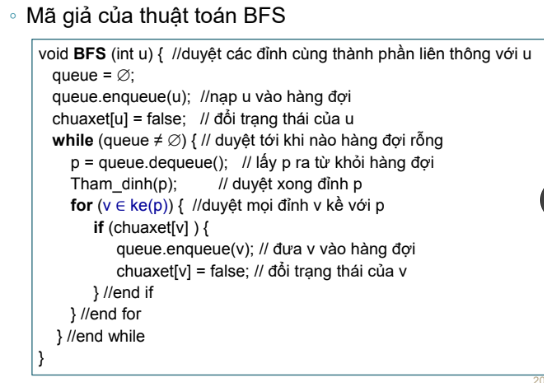 ◦ Mã giả của thuật toán BFS
void BFS (int u) { //duyệt các đỉnh cùng thành phần liên thông với u
queue = ∅;
queue.enqueue(u); //nạp u vào hàng đợi
chuaxet[u] = false; // đổi trạng thái của u
while (queue ≠ ∅) { // duyệt tới khi nào hàng đợi rỗng
p = queue.dequeue(); // lấy p ra từ khỏi hàng đợi
Tham_dinh(p); // duyệt xong đỉnh p
for (v ∈ ke(p)) { //duyệt mọi đỉnh v kề với p
if (chuaxet[v] ) {
queue.enqueue(v); // đưa v vào hàng đợi
chuaxet[v] = false; // đổi trạng thái của v
} //end if
} //end for
} //end while
}